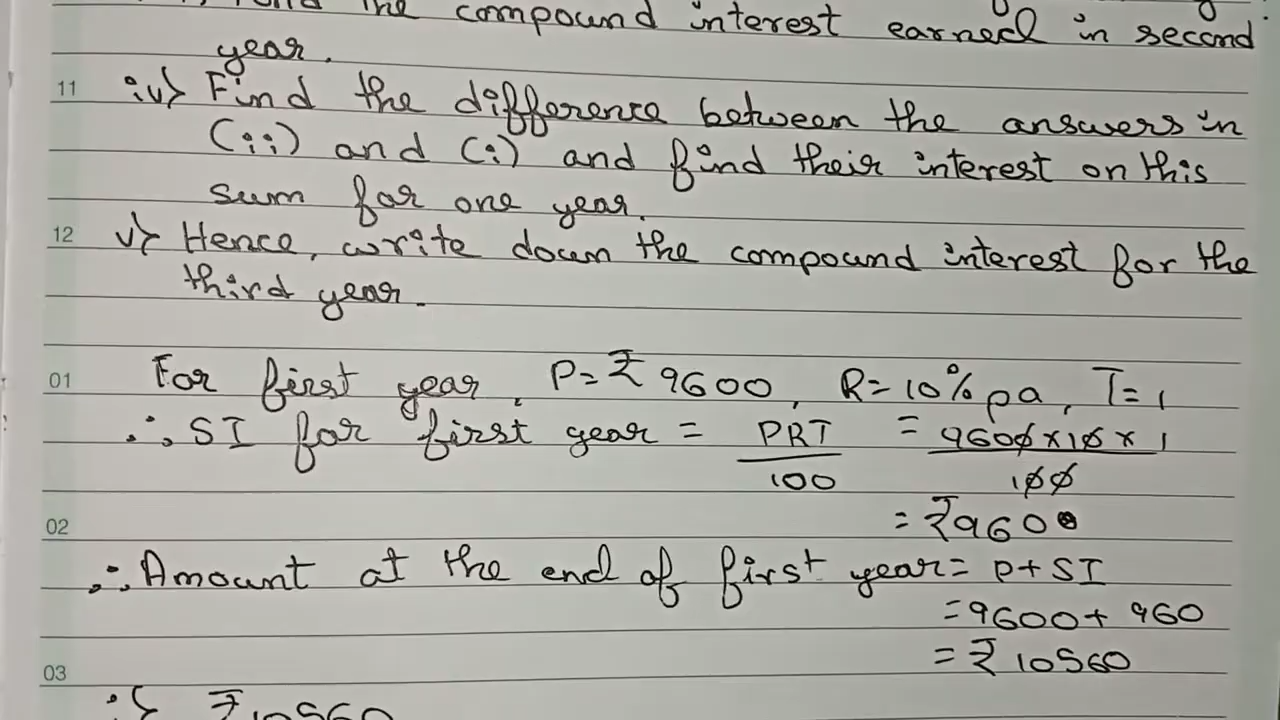 the compound interest earned in second
year.
11 iv> Find the difference between the answers in
(ii) and (i) and find their interest on this
sum for one year.
12 v> Hence, write down the compound interest for the
third year.
01 For first year, P=₹ 9600, R=10% pa, T=1
∴ SI for first year = PRT/100 = 9600×10×1/100
02 = ₹960
∴ Amount at the end of first year = P+SI
= 9600+ 960
= ₹ 10560
03
i> ₹10560